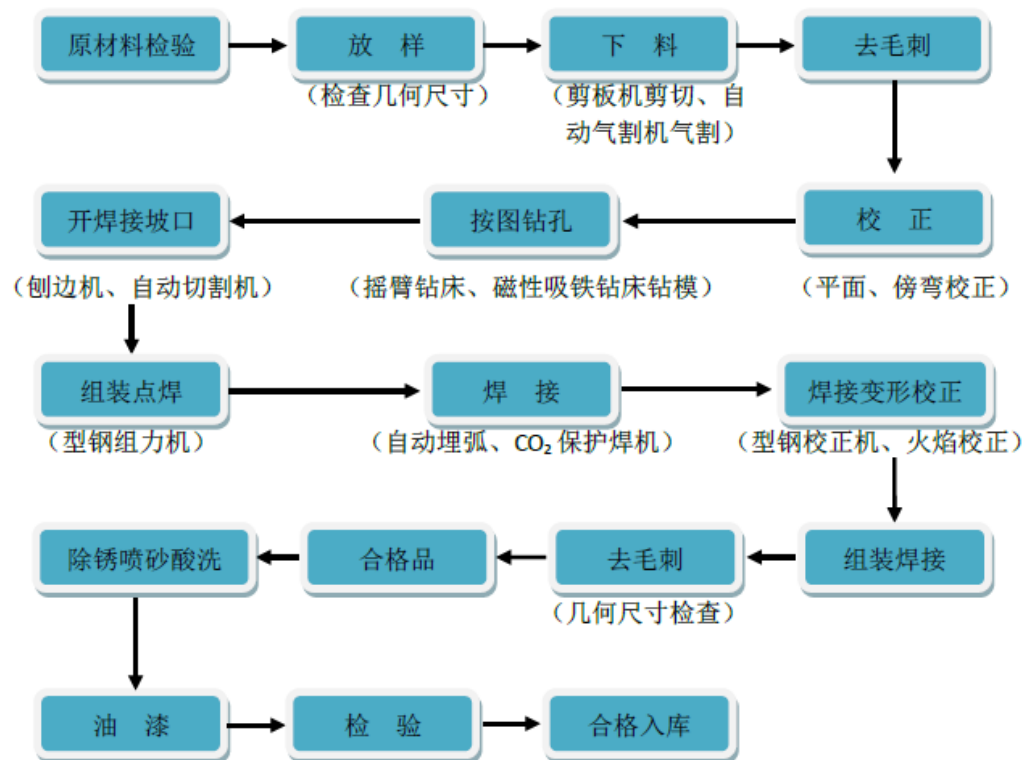 原材料检验
放 样
下 料
去毛刺
（检查几何尺寸）
（剪板机剪切、自
动气割机气割）
校 正
按图钻孔
开焊接坡口
（平面、傍弯校正）
（摇臂钻床、磁性吸铁钻床钻模）
（刨边机、自动切割机）
组装点焊
焊 接
焊接变形校正
（型钢组力机）
（自动埋弧、CO₂保护焊机）
（型钢校正机、火焰校正）
组装焊接
去毛刺
（几何尺寸检查）
合格品
除锈喷砂酸洗
油 漆
检 验
合格入库